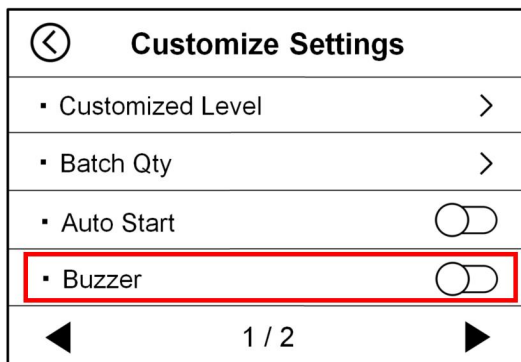 Customize Settings
▪ Customized Level
▪ Batch Qty
▪ Auto Start
▪ Buzzer
1 / 2